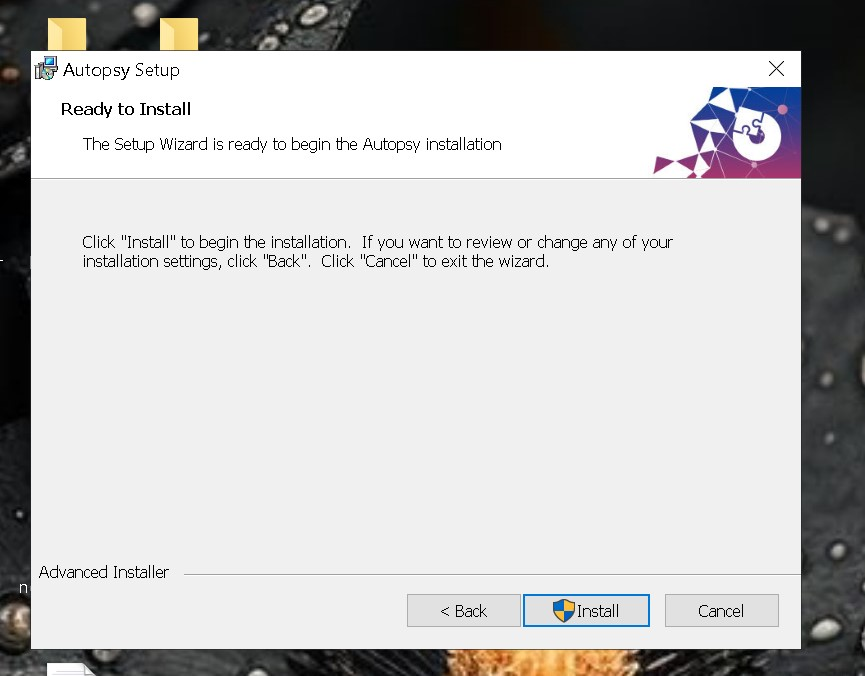 Autopsy Setup
Ready to Install
The Setup Wizard is ready to begin the Autopsy installation
Click "Install" to begin the installation. If you want to review or change any of your
installation settings, click "Back". Click "Cancel" to exit the wizard.
Advanced Installer
< Back
Install
Cancel